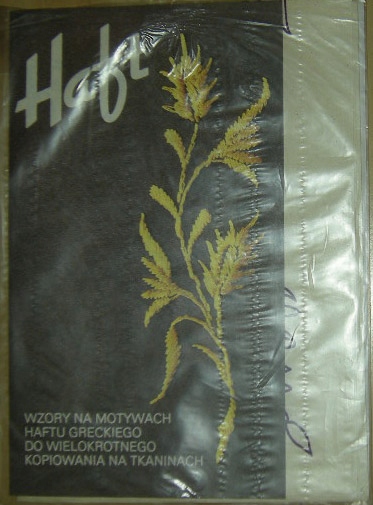 Haft
WZORY NA MOTYWACH
HAFTU GRECKIEGO
DO WIELOKROTNEGO
KOPIOWANIA NA TKANINACH